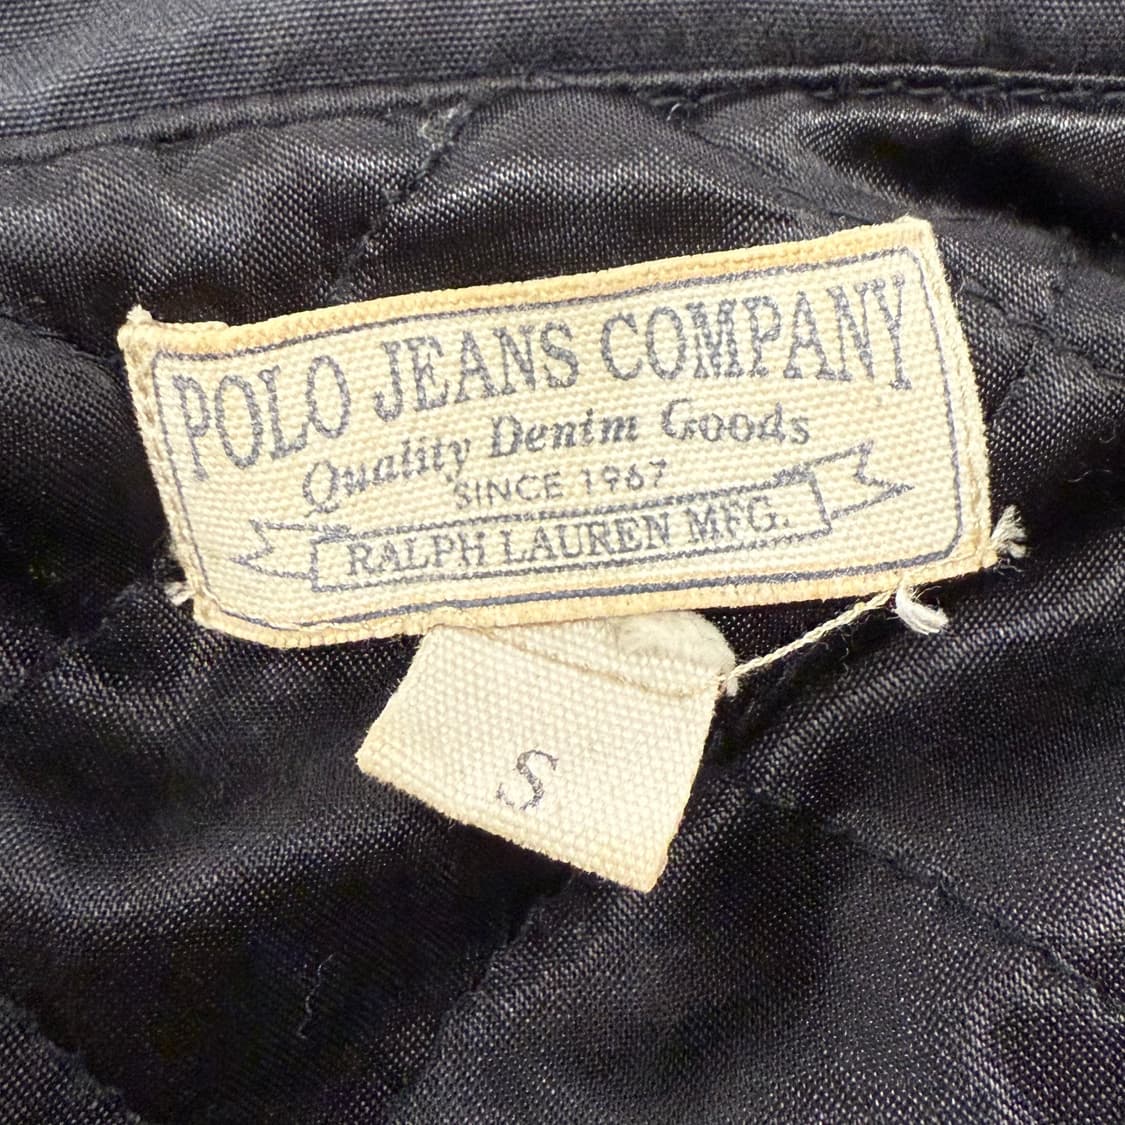 POLO JEANS COMPANY
Quality Denim Goods
SINCE 1967
RALPH LAUREN MFG.
S